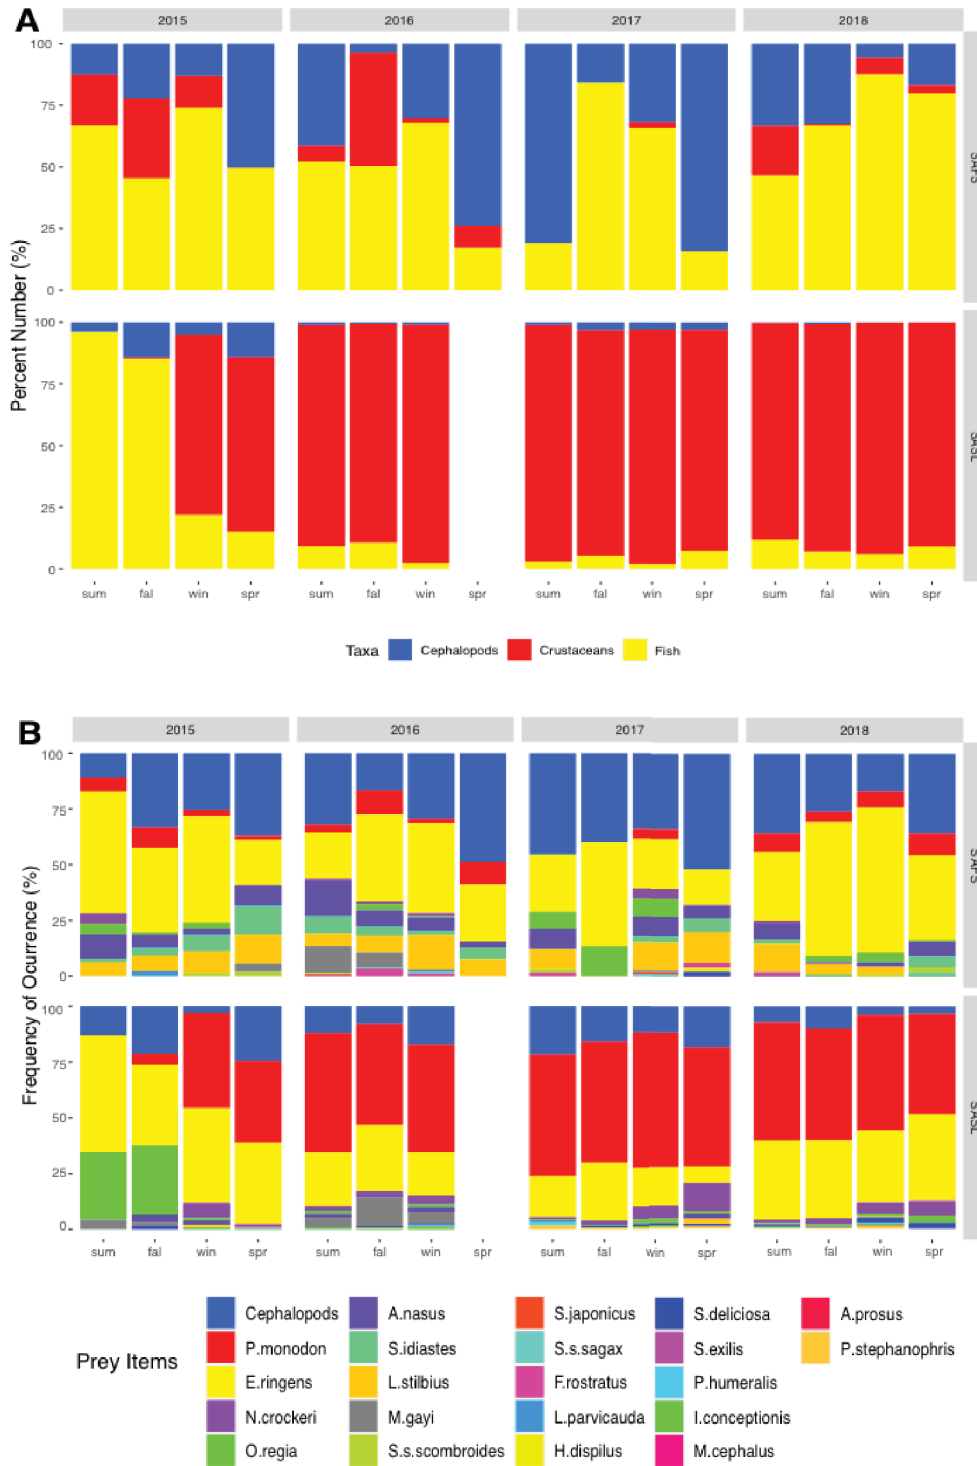 A
2015 2016 2017 2018
100
75
50
25
0
SAFS
Percent Number (%)
100
75
50
25
0
SASL
sum fal win spr sum fal win spr sum fal win spr sum fal win spr
Taxa Cephalopods Crustaceans Fish
B
2015 2016 2017 2018
100
75
50
25
0
SAFS
Frequency of Ocurrence (%)
100
75
50
25
0
SASL
sum fal win spr sum fal win spr sum fal win spr sum fal win spr
Cephalopods A.nasus S.japonicus S.deliciosa A.prosus
P.monodon S.idiastes S.s.sagax S.exilis P.stephanophris
Prey Items
E.ringens L.stilbius F.rostratus P.humeralis
N.crockeri M.gayi L.parvicauda I.conceptionis
O.regia S.s.scombroides H.dispilus M.cephalus